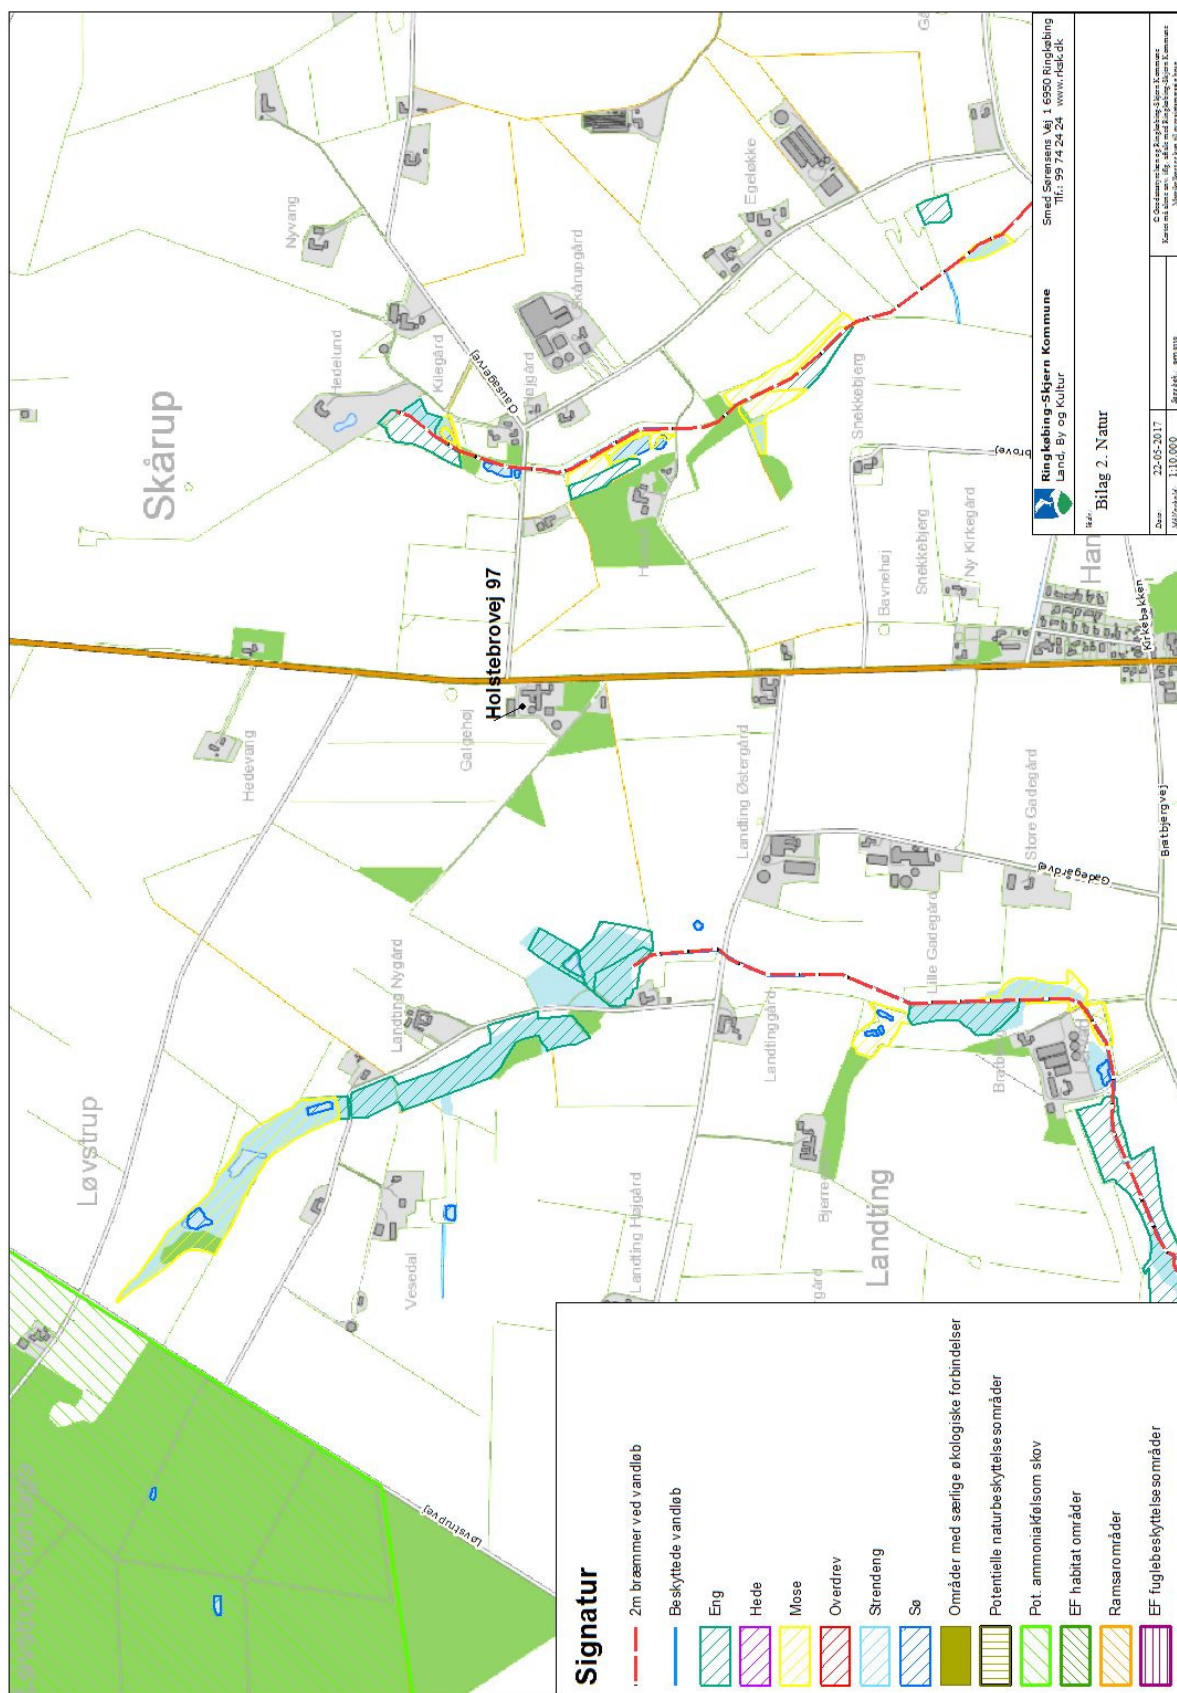 Skårup
Nyvang
Hedelund
Kilegård
Clausagervej
Højgård
Skårupgård
Egeløkke
Snekkebjerg
Snekkebjerg
Bavnehøj
Ny Kirkegård
brovej
Kirkebakken
Bratbjergvej
Holstebrovej 97
Galgehøj
Hedevang
Landting Østergård
Store Gadegård
Gadegårdvej
Lille Gadegård
Landting Nygård
Landtinggård
Løvstrup
Vesedal
Landting Højgård
Landting
Løvstrupvej
Signatur
2m bræmmer ved vandløb
Beskyttede vandløb
Eng
Hede
Mose
Overdrev
Strandeng
Sø
Områder med særlige økologiske forbindelser
Potentielle naturbeskyttelsesområder
Pot. ammoniakfølsom skov
EF habitat områder
Ramsarområder
EF fuglebeskyttelsesområder
Ringkøbing-Skjern Kommune
Land, By og Kultur
Smed Sørensens Vej 1 6950 Ringkøbing
Tlf.: 99 74 24 24 www.rksk.dk
Bilag 2. Natur
22-05-2017
1:10.000